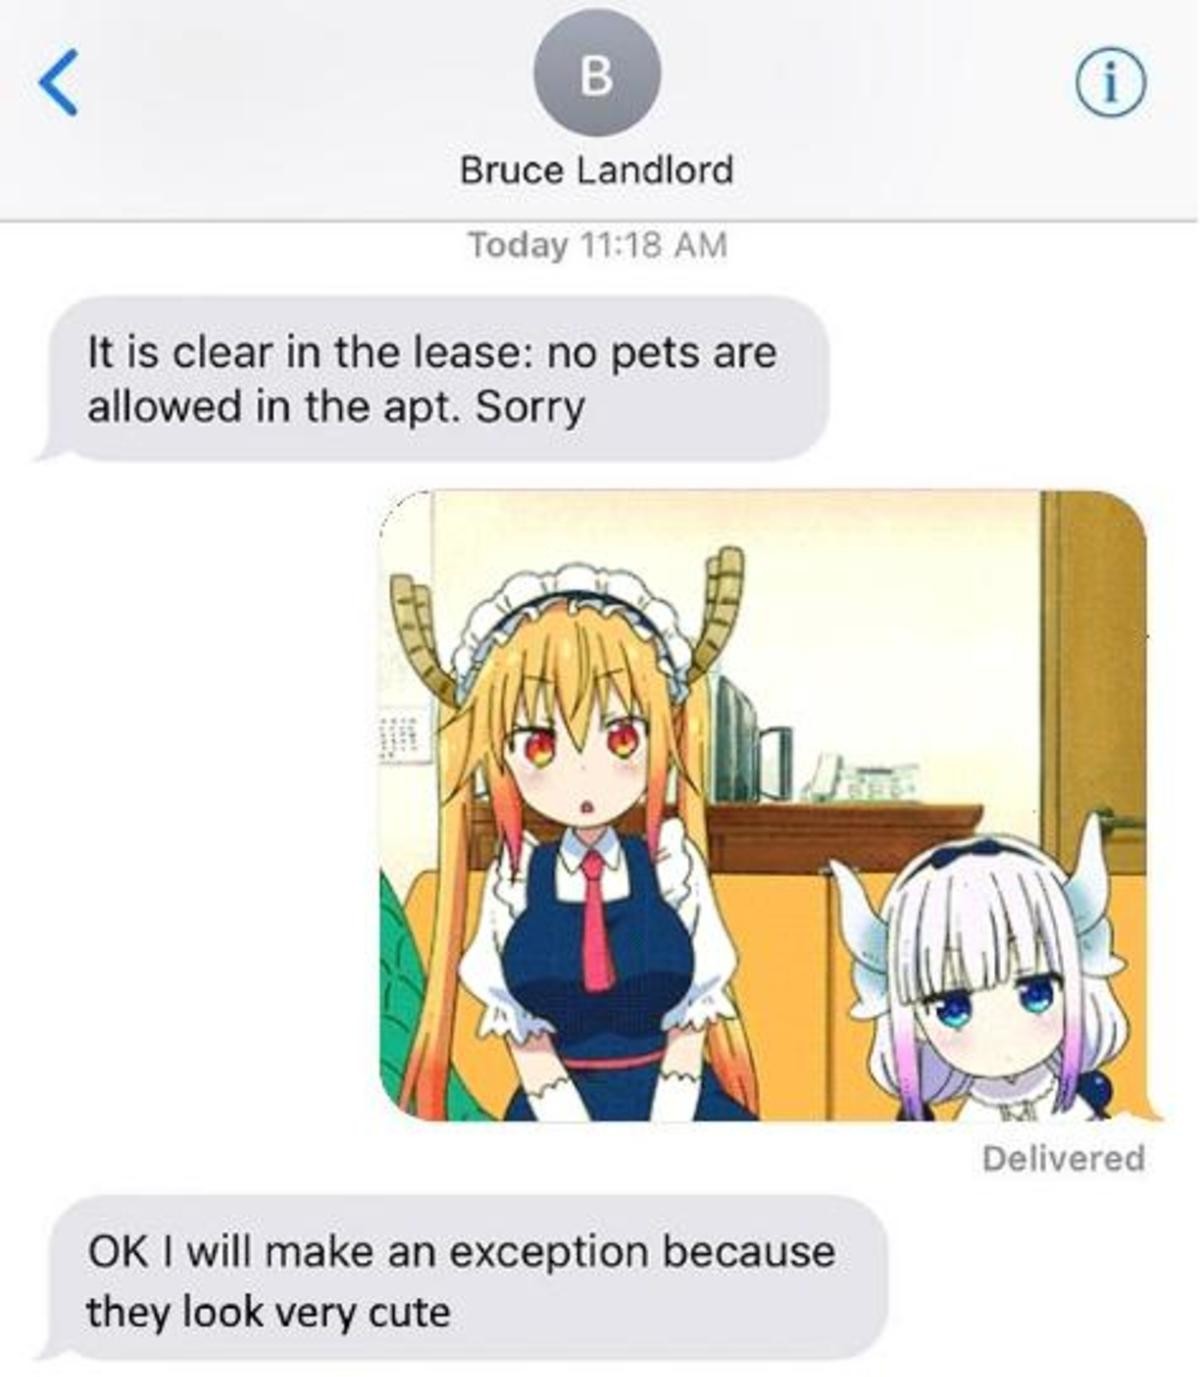 B
Bruce Landlord
Today 11:18 AM
It is clear in the lease: no pets are
allowed in the apt. Sorry
Delivered
OK I will make an exception because
they look very cute